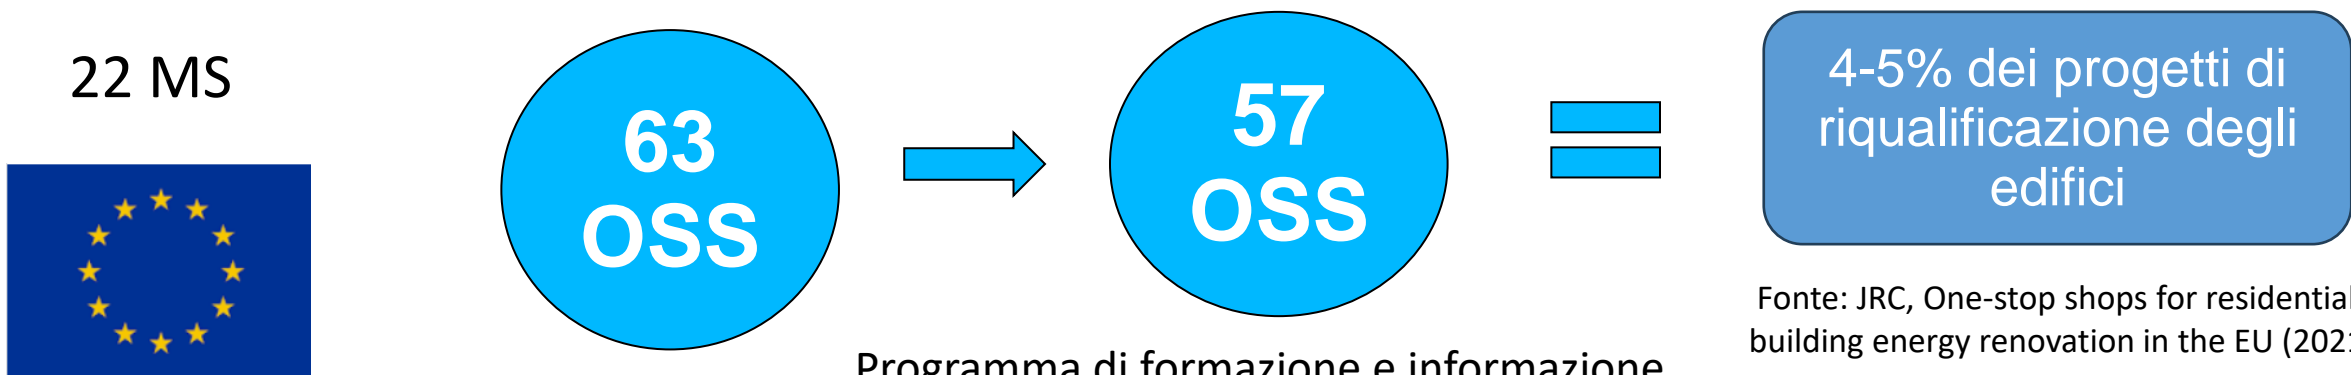 22 MS
63
OSS
57
OSS
4-5% dei progetti di
riqualificazione degli
edifici
Fonte: JRC, One-stop shops for residential
building energy renovation in the EU (2021
Programma di formazione e informazione